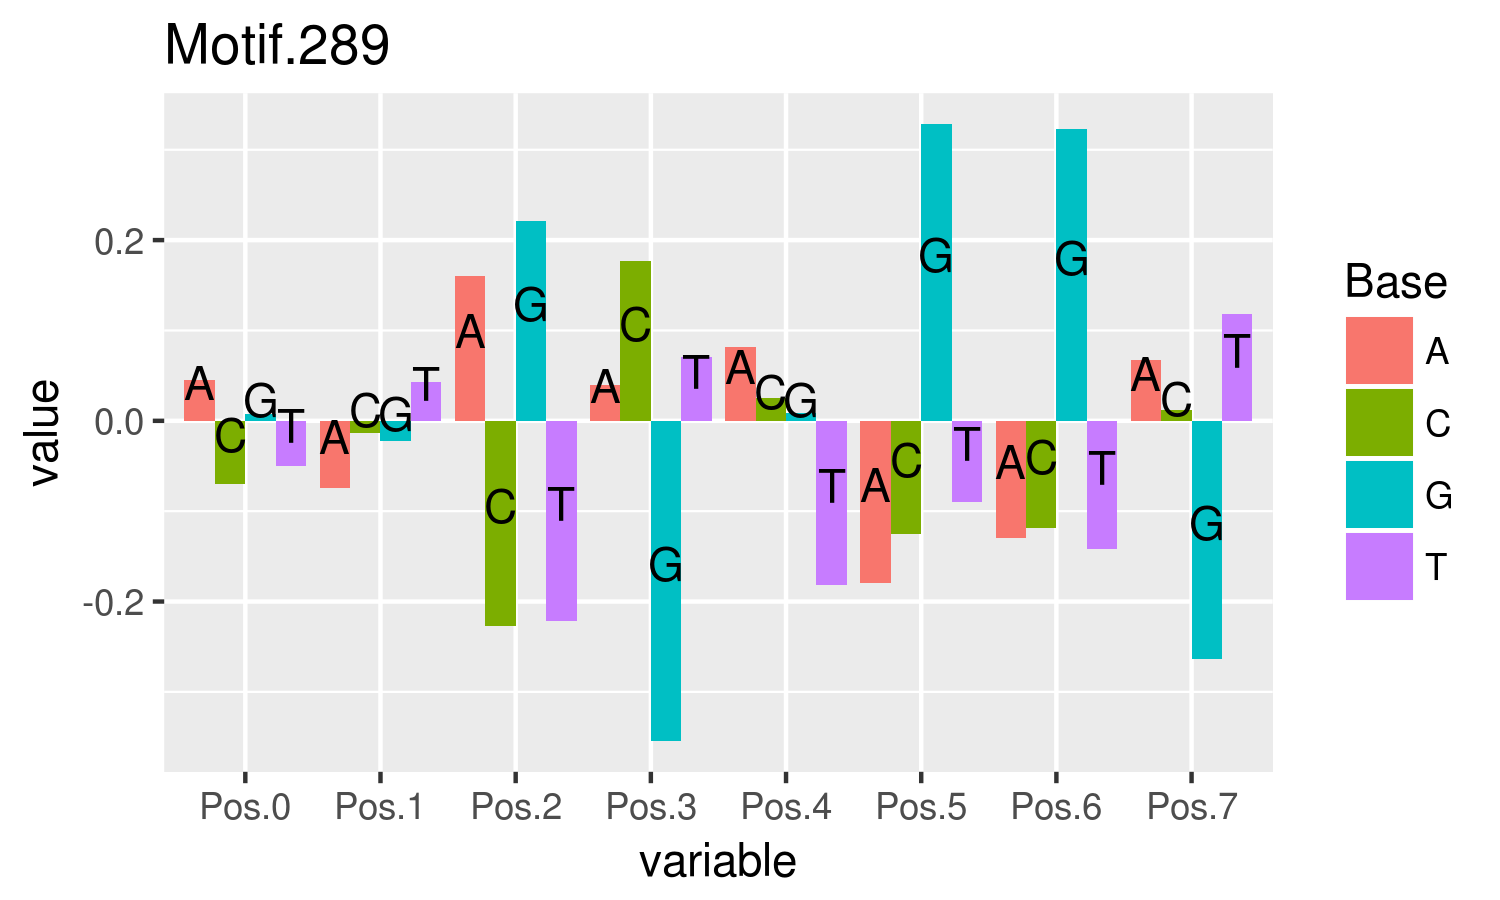 Motif.289
value
0.2
0.0
-0.2
A C G T A C G T A C G T A C G T A C G T A C G T A C G T A C G T
Pos.0 Pos.1 Pos.2 Pos.3 Pos.4 Pos.5 Pos.6 Pos.7
variable
Base
A
C
G
T